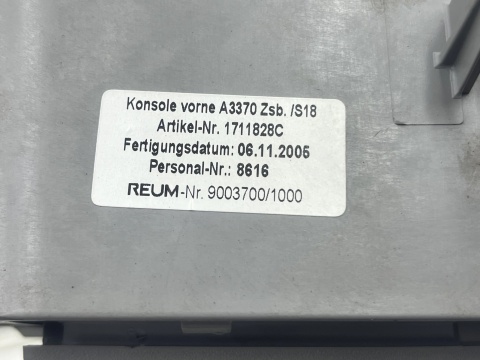 Konsole vorne A3370 Zsb. /S18
Artikel-Nr. 1711828C
Fertigungsdatum: 06.11.2005
Personal-Nr.: 8616
REUM-Nr. 9003700/1000